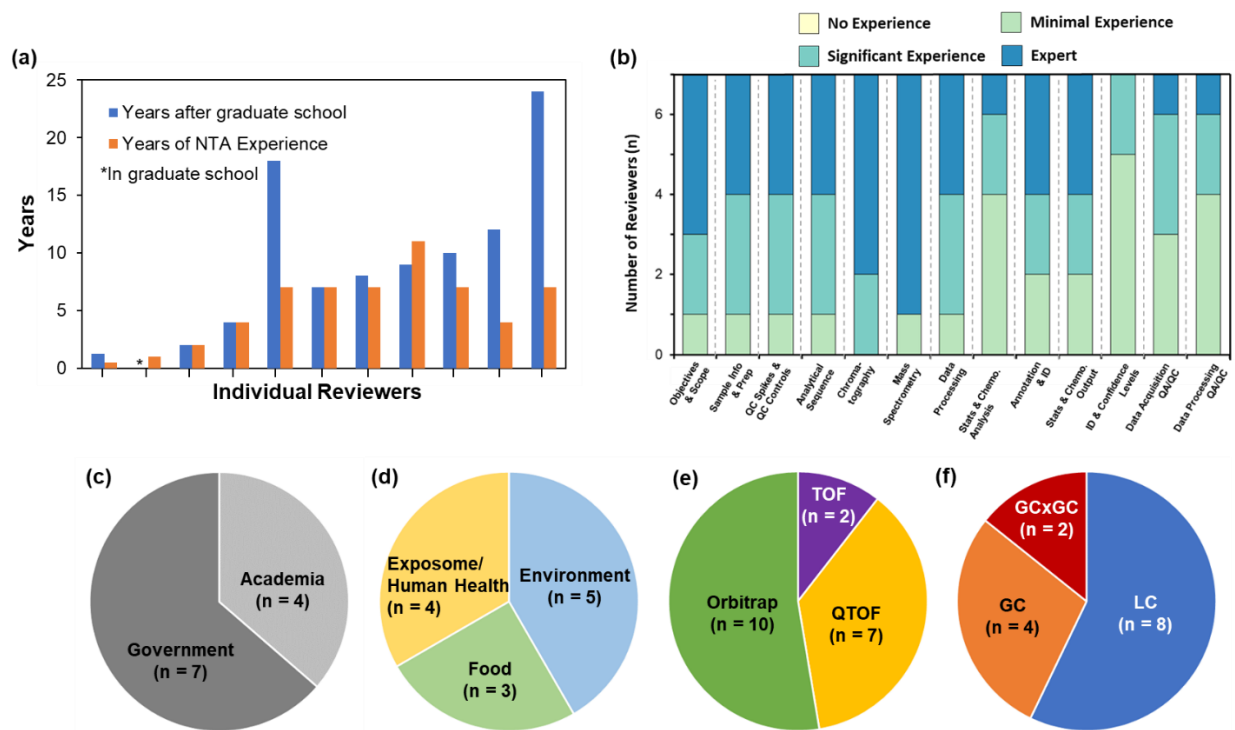 No Experience
Minimal Experience
Significant Experience
Expert
(a)
25
20
15
10
5
0
Years
Years after graduate school
Years of NTA Experience
*In graduate school
*
Individual Reviewers
(b)
Number of Reviewers (n)
6
4
2
0
Objectives
& Scope
Sample Info
& Prep
QC Spikes &
QC Controls
Analytical
Sequence
Chroma-
tography
Mass
Spectrometry
Data
Processing
Stats & Chemo.
Analysis
Annotation
& ID
Stats & Chemo.
Output
ID & Confidence
Levels
Data Acquisition
QA/QC
Data Processing
QA/QC
(c)
Academia
(n = 4)
Government
(n = 7)
(d)
Exposome/
Human Health
(n = 4)
Environment
(n = 5)
Food
(n = 3)
(e)
TOF
(n = 2)
Orbitrap
(n = 10)
QTOF
(n = 7)
(f)
GCxGC
(n = 2)
GC
(n = 4)
LC
(n = 8)